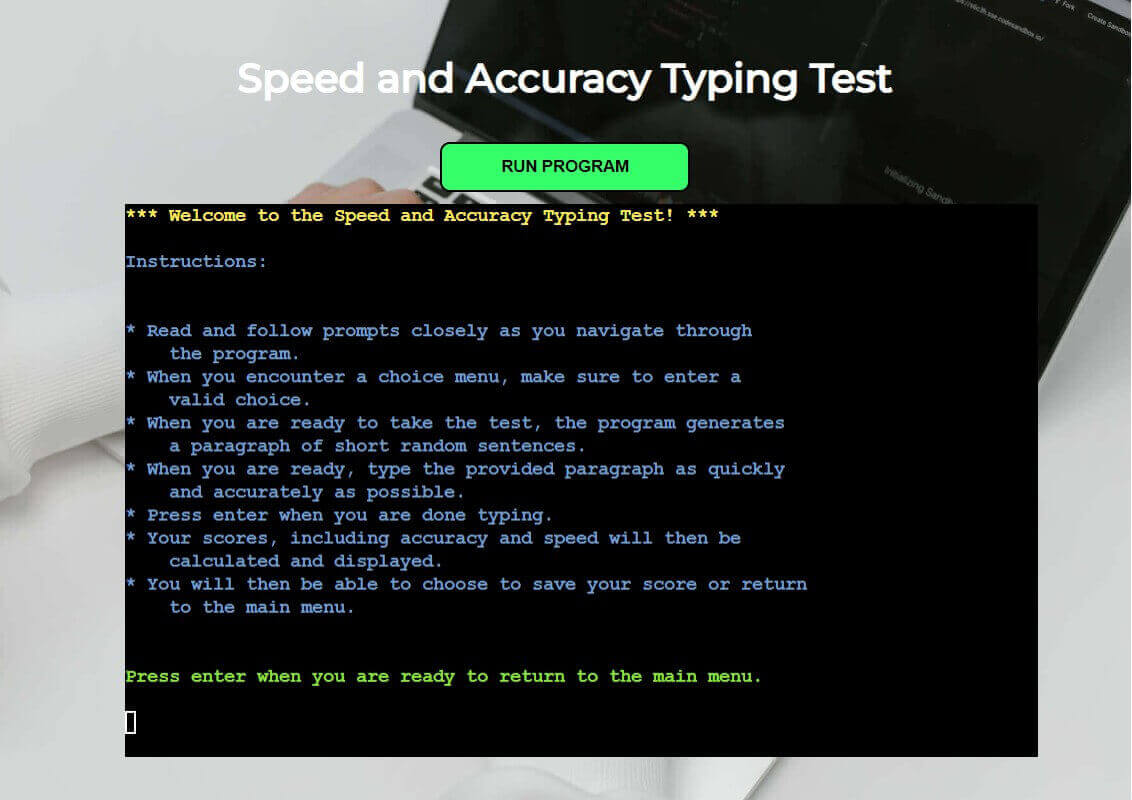 Fork
Create Sandbox
Speed and Accuracy Typing Test
RUN PROGRAM
Initializing
*** Welcome to the Speed and Accuracy Typing Test! ***
Instructions:
* Read and follow prompts closely as you navigate through
the program.
* When you encounter a choice menu, make sure to enter a
valid choice.
* When you are ready to take the test, the program generates
a paragraph of short random sentences.
* When you are ready, type the provided paragraph as quickly
and accurately as possible.
* Press enter when you are done typing.
* Your scores, including accuracy and speed will then be
calculated and displayed.
* You will then be able to choose to save your score or return
to the main menu.
Press enter when you are ready to return to the main menu.